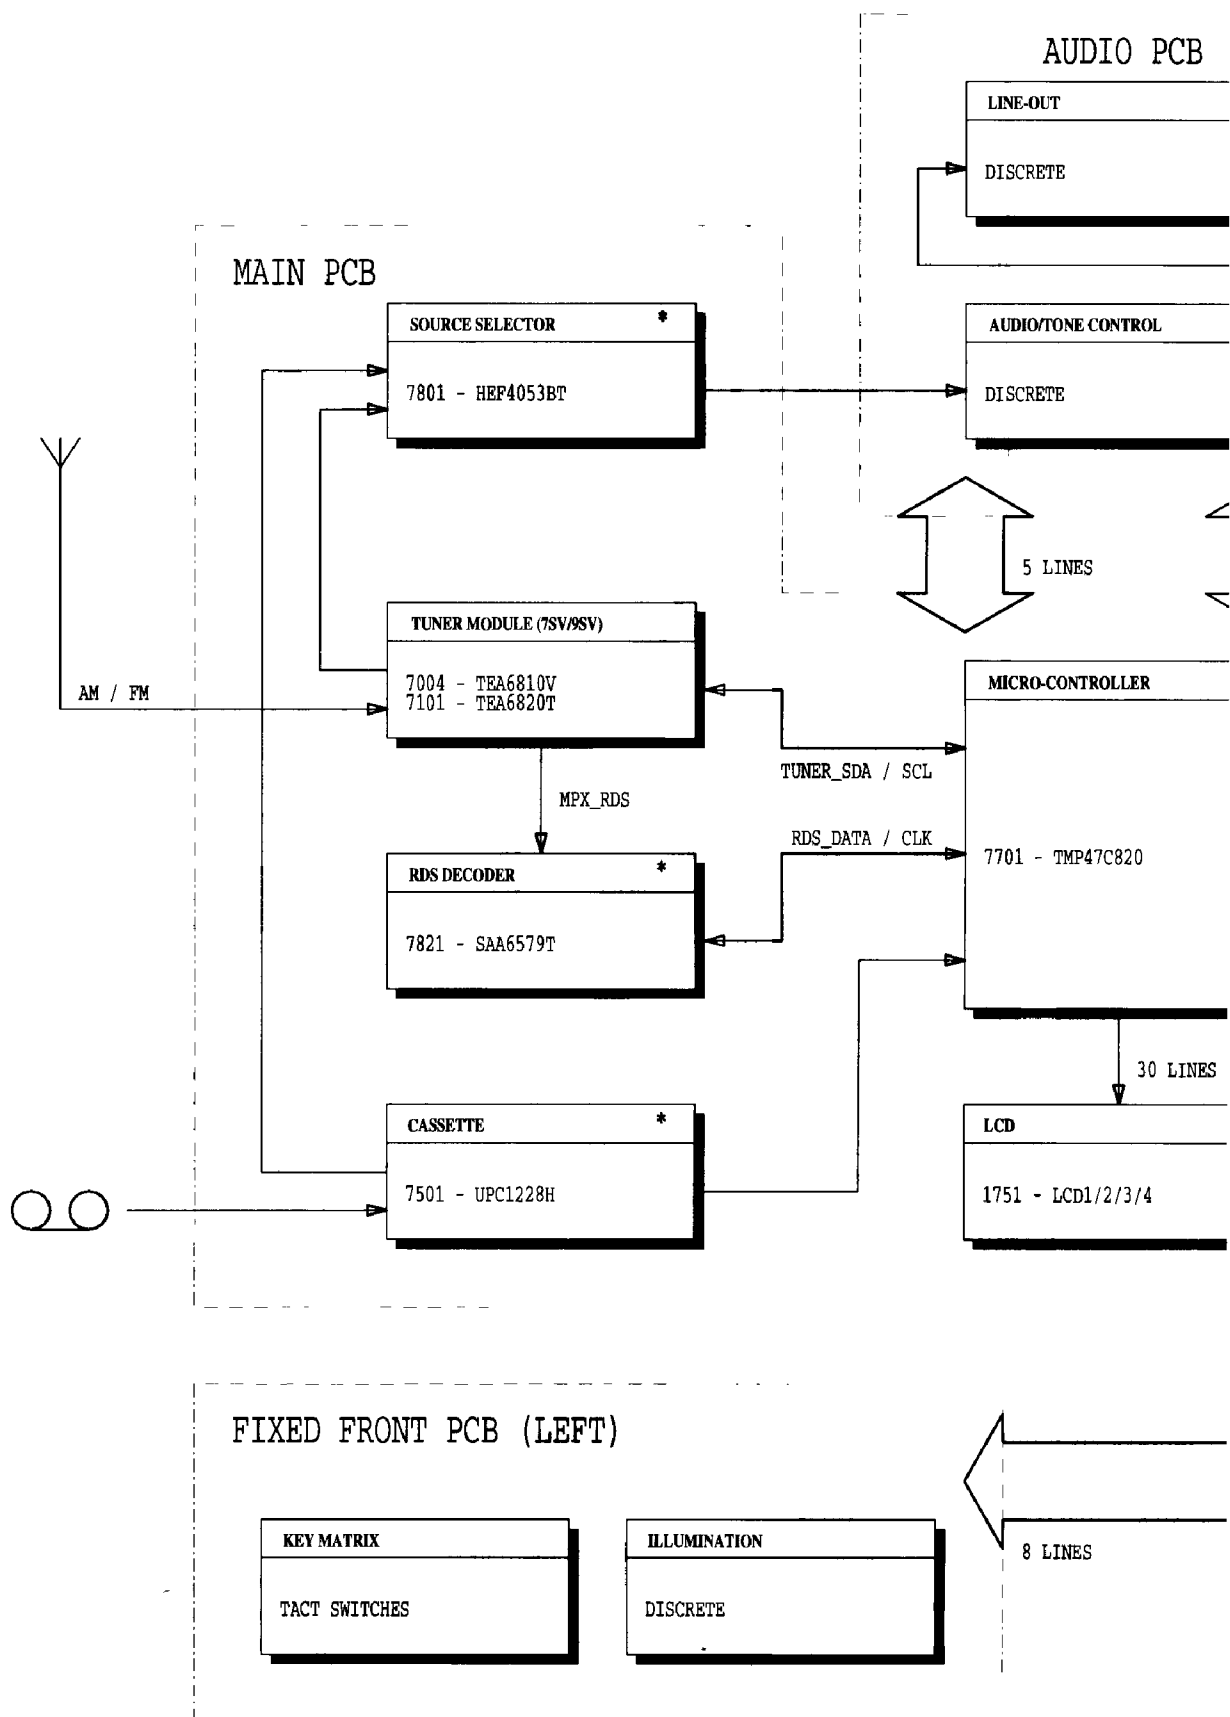 AUDIO PCB
LINE-OUT
DISCRETE
MAIN PCB
SOURCE SELECTOR *
7801 - HEF4053BT
AUDIO/TONE CONTROL
DISCRETE
5 LINES
TUNER MODULE (7SV/9SV)
7004 - TEA6810V
7101 - TEA6820T
AM / FM
MICRO-CONTROLLER
TUNER_SDA / SCL
MPX_RDS
RDS_DATA / CLK
7701 - TMP47C820
RDS DECODER *
7821 - SAA6579T
30 LINES
CASSETTE *
7501 - UPC1228H
LCD
1751 - LCD1/2/3/4
FIXED FRONT PCB (LEFT)
KEY MATRIX
TACT SWITCHES
ILLUMINATION
DISCRETE
8 LINES